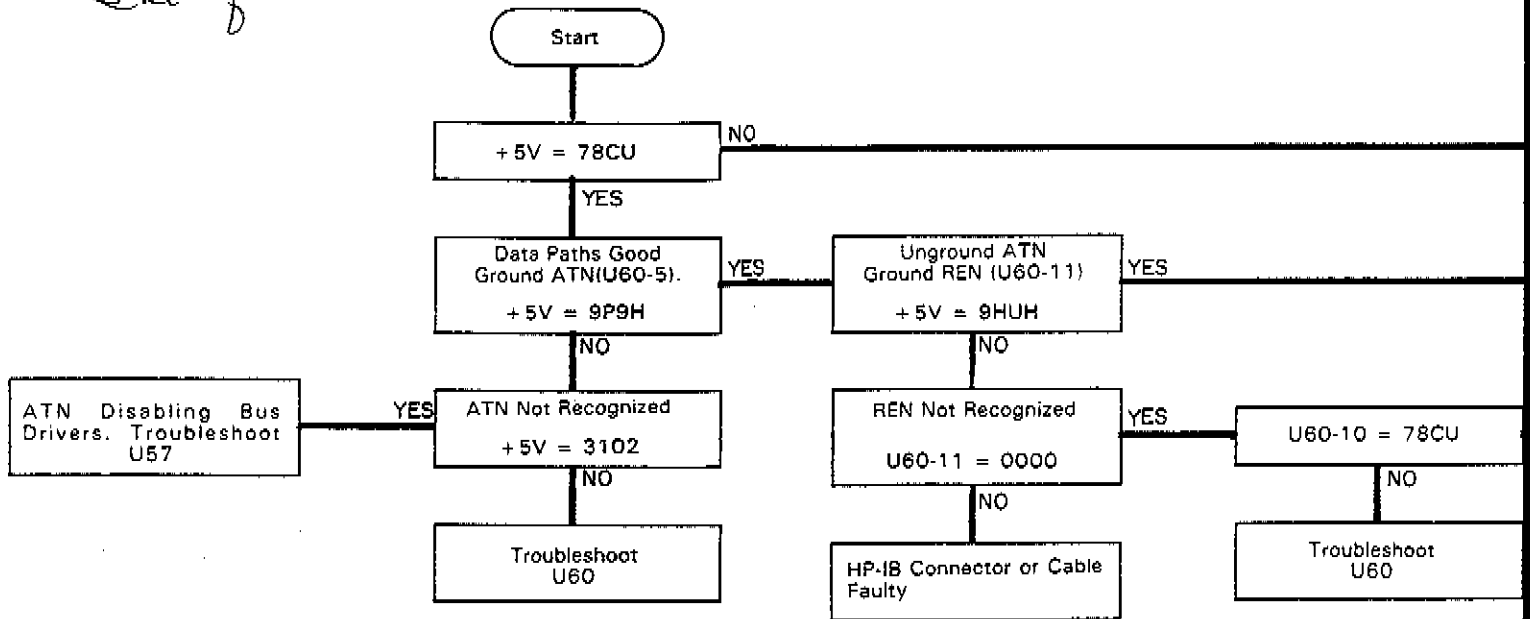 Start
+5V = 78CU
NO
YES
Data Paths Good
Ground ATN(U60-5).
+5V = 9P9H
YES
Unground ATN
Ground REN (U60-11)
+5V = 9HUH
YES
NO
NO
ATN Disabling Bus
Drivers. Troubleshoot
U57
YES
ATN Not Recognized
+5V = 3102
REN Not Recognized
U60-11 = 0000
YES
U60-10 = 78CU
NO
NO
NO
Troubleshoot
U60
HP-IB Connector or Cable
Faulty
Troubleshoot
U60